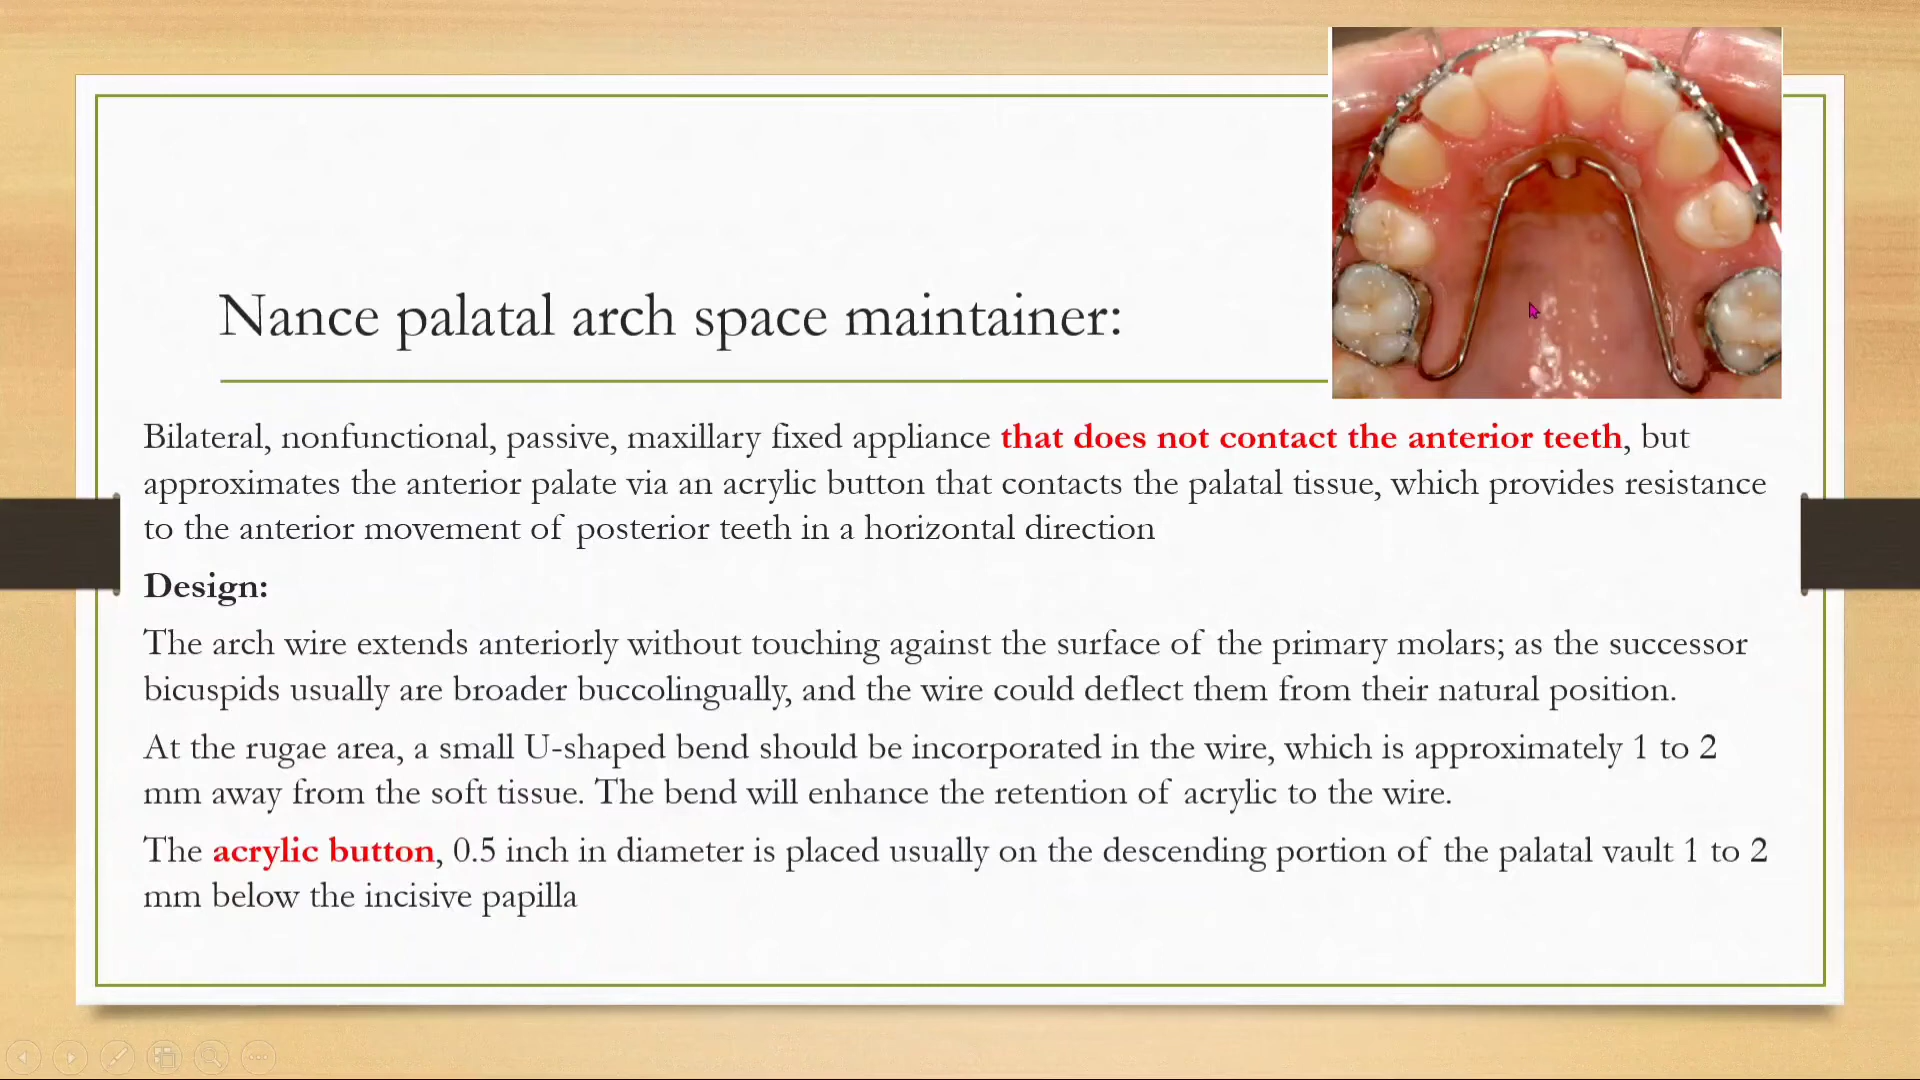 Nance palatal arch space maintainer:
Bilateral, nonfunctional, passive, maxillary fixed appliance that does not contact the anterior teeth, but
approximates the anterior palate via an acrylic button that contacts the palatal tissue, which provides resistance
to the anterior movement of posterior teeth in a horizontal direction
Design:
The arch wire extends anteriorly without touching against the surface of the primary molars; as the successor
bicuspids usually are broader buccolingually, and the wire could deflect them from their natural position.
At the rugae area, a small U-shaped bend should be incorporated in the wire, which is approximately 1 to 2
mm away from the soft tissue. The bend will enhance the retention of acrylic to the wire.
The acrylic button, 0.5 inch in diameter is placed usually on the descending portion of the palatal vault 1 to 2
mm below the incisive papilla